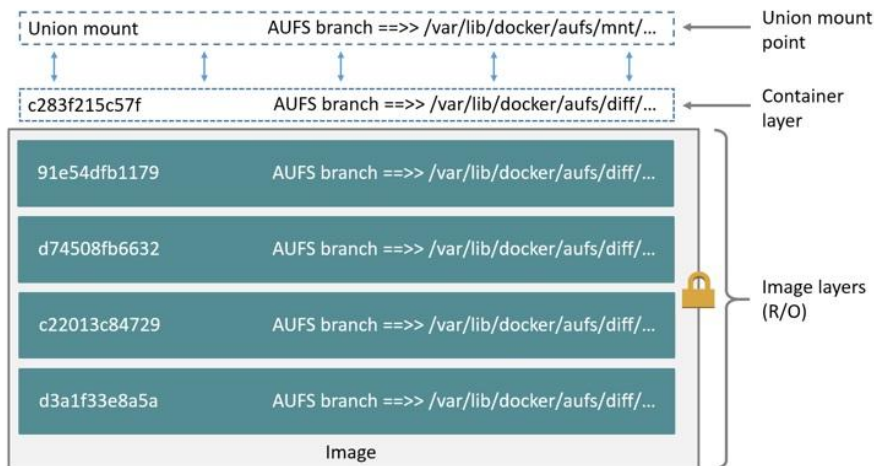 Union mount AUFS branch ==>> /var/lib/docker/aufs/mnt/...
Union mount
point
c283f215c57f AUFS branch ==>> /var/lib/docker/aufs/diff/...
Container
layer
91e54dfb1179 AUFS branch ==>> /var/lib/docker/aufs/diff/...
d74508fb6632 AUFS branch ==>> /var/lib/docker/aufs/diff/...
c22013c84729 AUFS branch ==>> /var/lib/docker/aufs/diff/...
d3a1f33e8a5a AUFS branch ==>> /var/lib/docker/aufs/diff/...
Image layers
(R/O)
Image